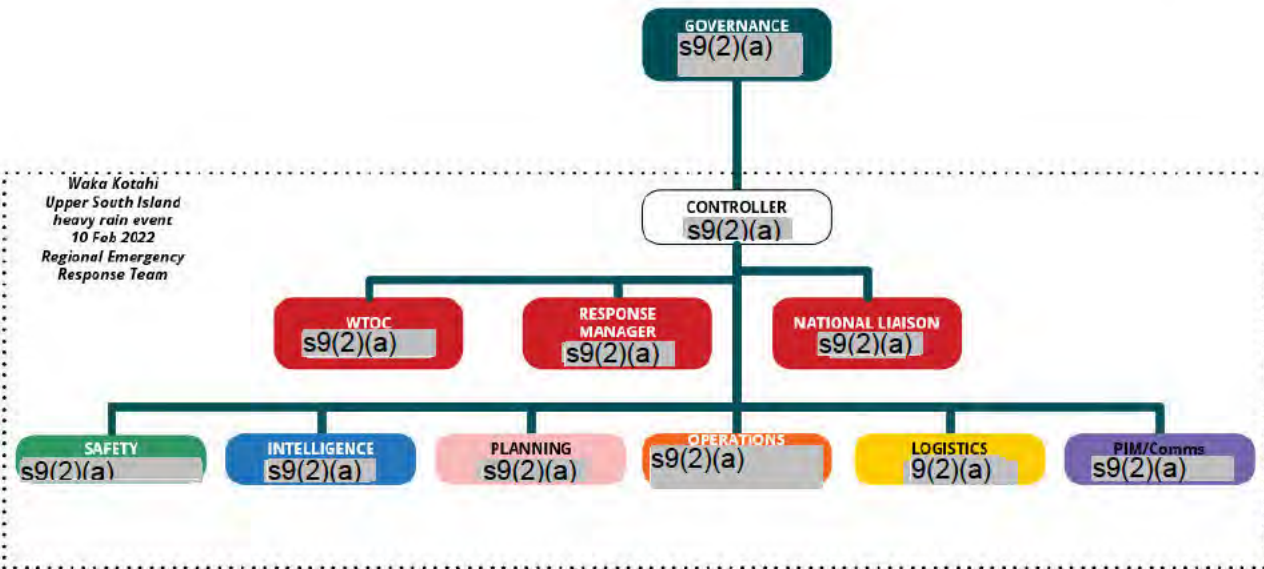 GOVERNANCE
s9(2)(a)
Waka Kotahi
Upper South Island
heavy rain event
10 Feb 2022
Regional Emergency
Response Team
CONTROLLER
s9(2)(a)
WTOC
s9(2)(a)
RESPONSE
MANAGER
s9(2)(a)
NATIONAL LIAISON
s9(2)(a)
SAFETY
s9(2)(a)
INTELLIGENCE
s9(2)(a)
PLANNING
s9(2)(a)
OPERATIONS
s9(2)(a)
LOGISTICS
9(2)(a)
PIM/Comms
s9(2)(a)